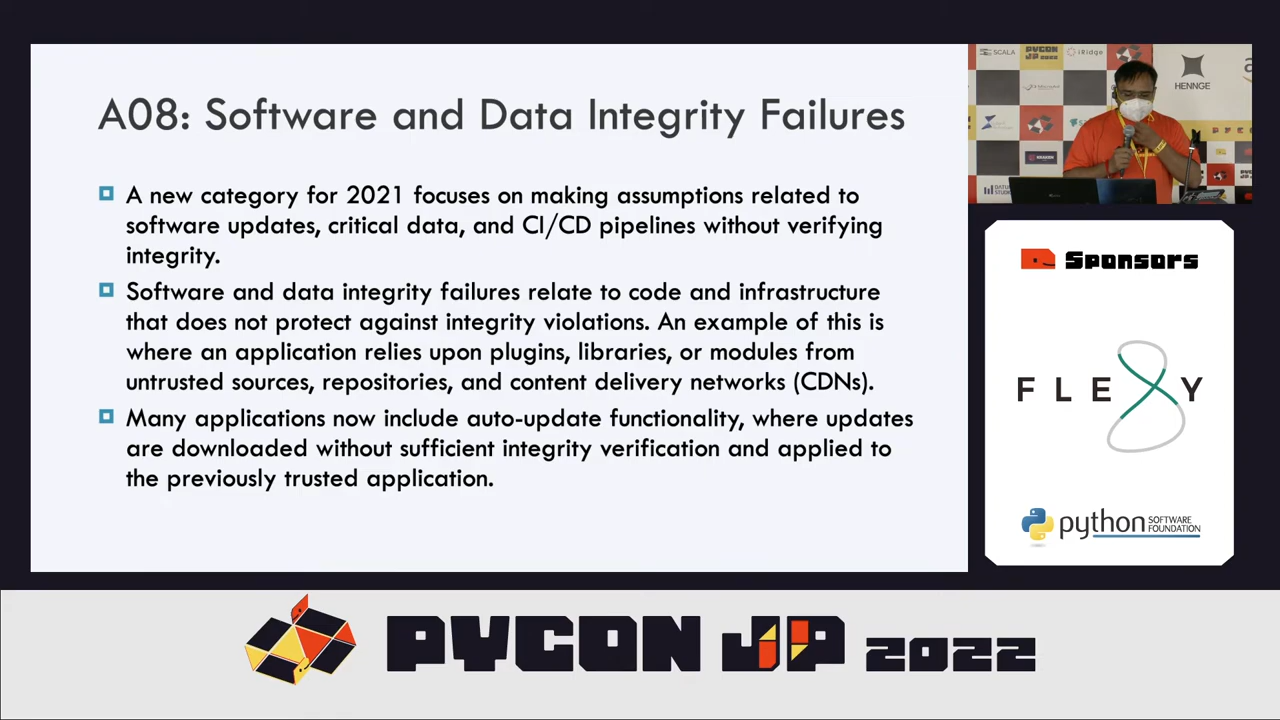 A08: Software and Data Integrity Failures
A new category for 2021 focuses on making assumptions related to
software updates, critical data, and CI/CD pipelines without verifying
integrity.
Software and data integrity failures relate to code and infrastructure
that does not protect against integrity violations. An example of this is
where an application relies upon plugins, libraries, or modules from
untrusted sources, repositories, and content delivery networks (CDNs).
Many applications now include auto-update functionality, where updates
are downloaded without sufficient integrity verification and applied to
the previously trusted application.
SCALA
PYCON
JP 2022
iRidge
HENNGE
Sponsors
FLEXY
python
SOFTWARE
FOUNDATION
PYCON JP 2022